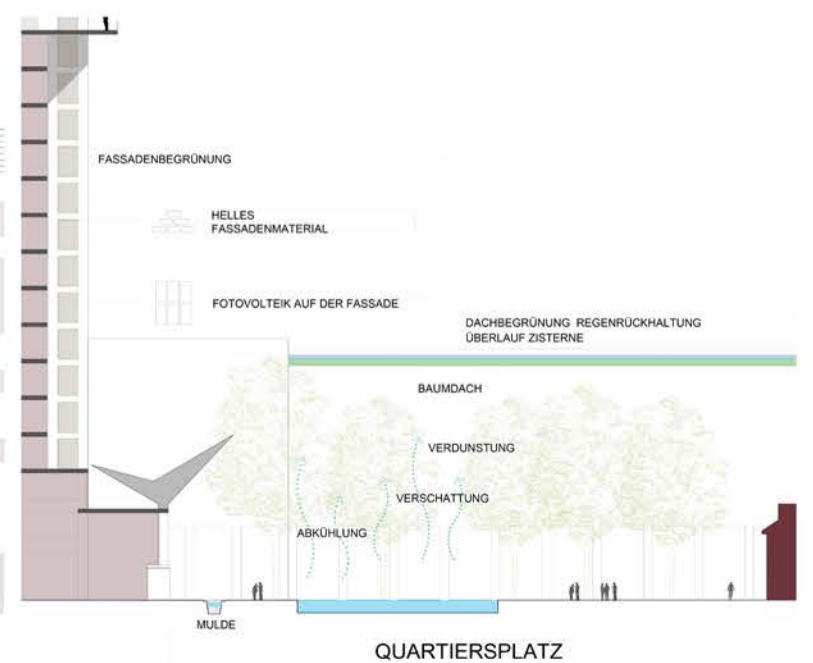 FASSADENBEGRÜNUNG
HELLES
FASSADENMATERIAL
FOTOVOLTEIK AUF DER FASSADE
DACHBEGRÜNUNG REGENRÜCKHALTUNG
ÜBERLAUF ZISTERNE
BAUMDACH
VERDUNSTUNG
VERSCHATTUNG
ABKÜHLUNG
MULDE
QUARTIERSPLATZ